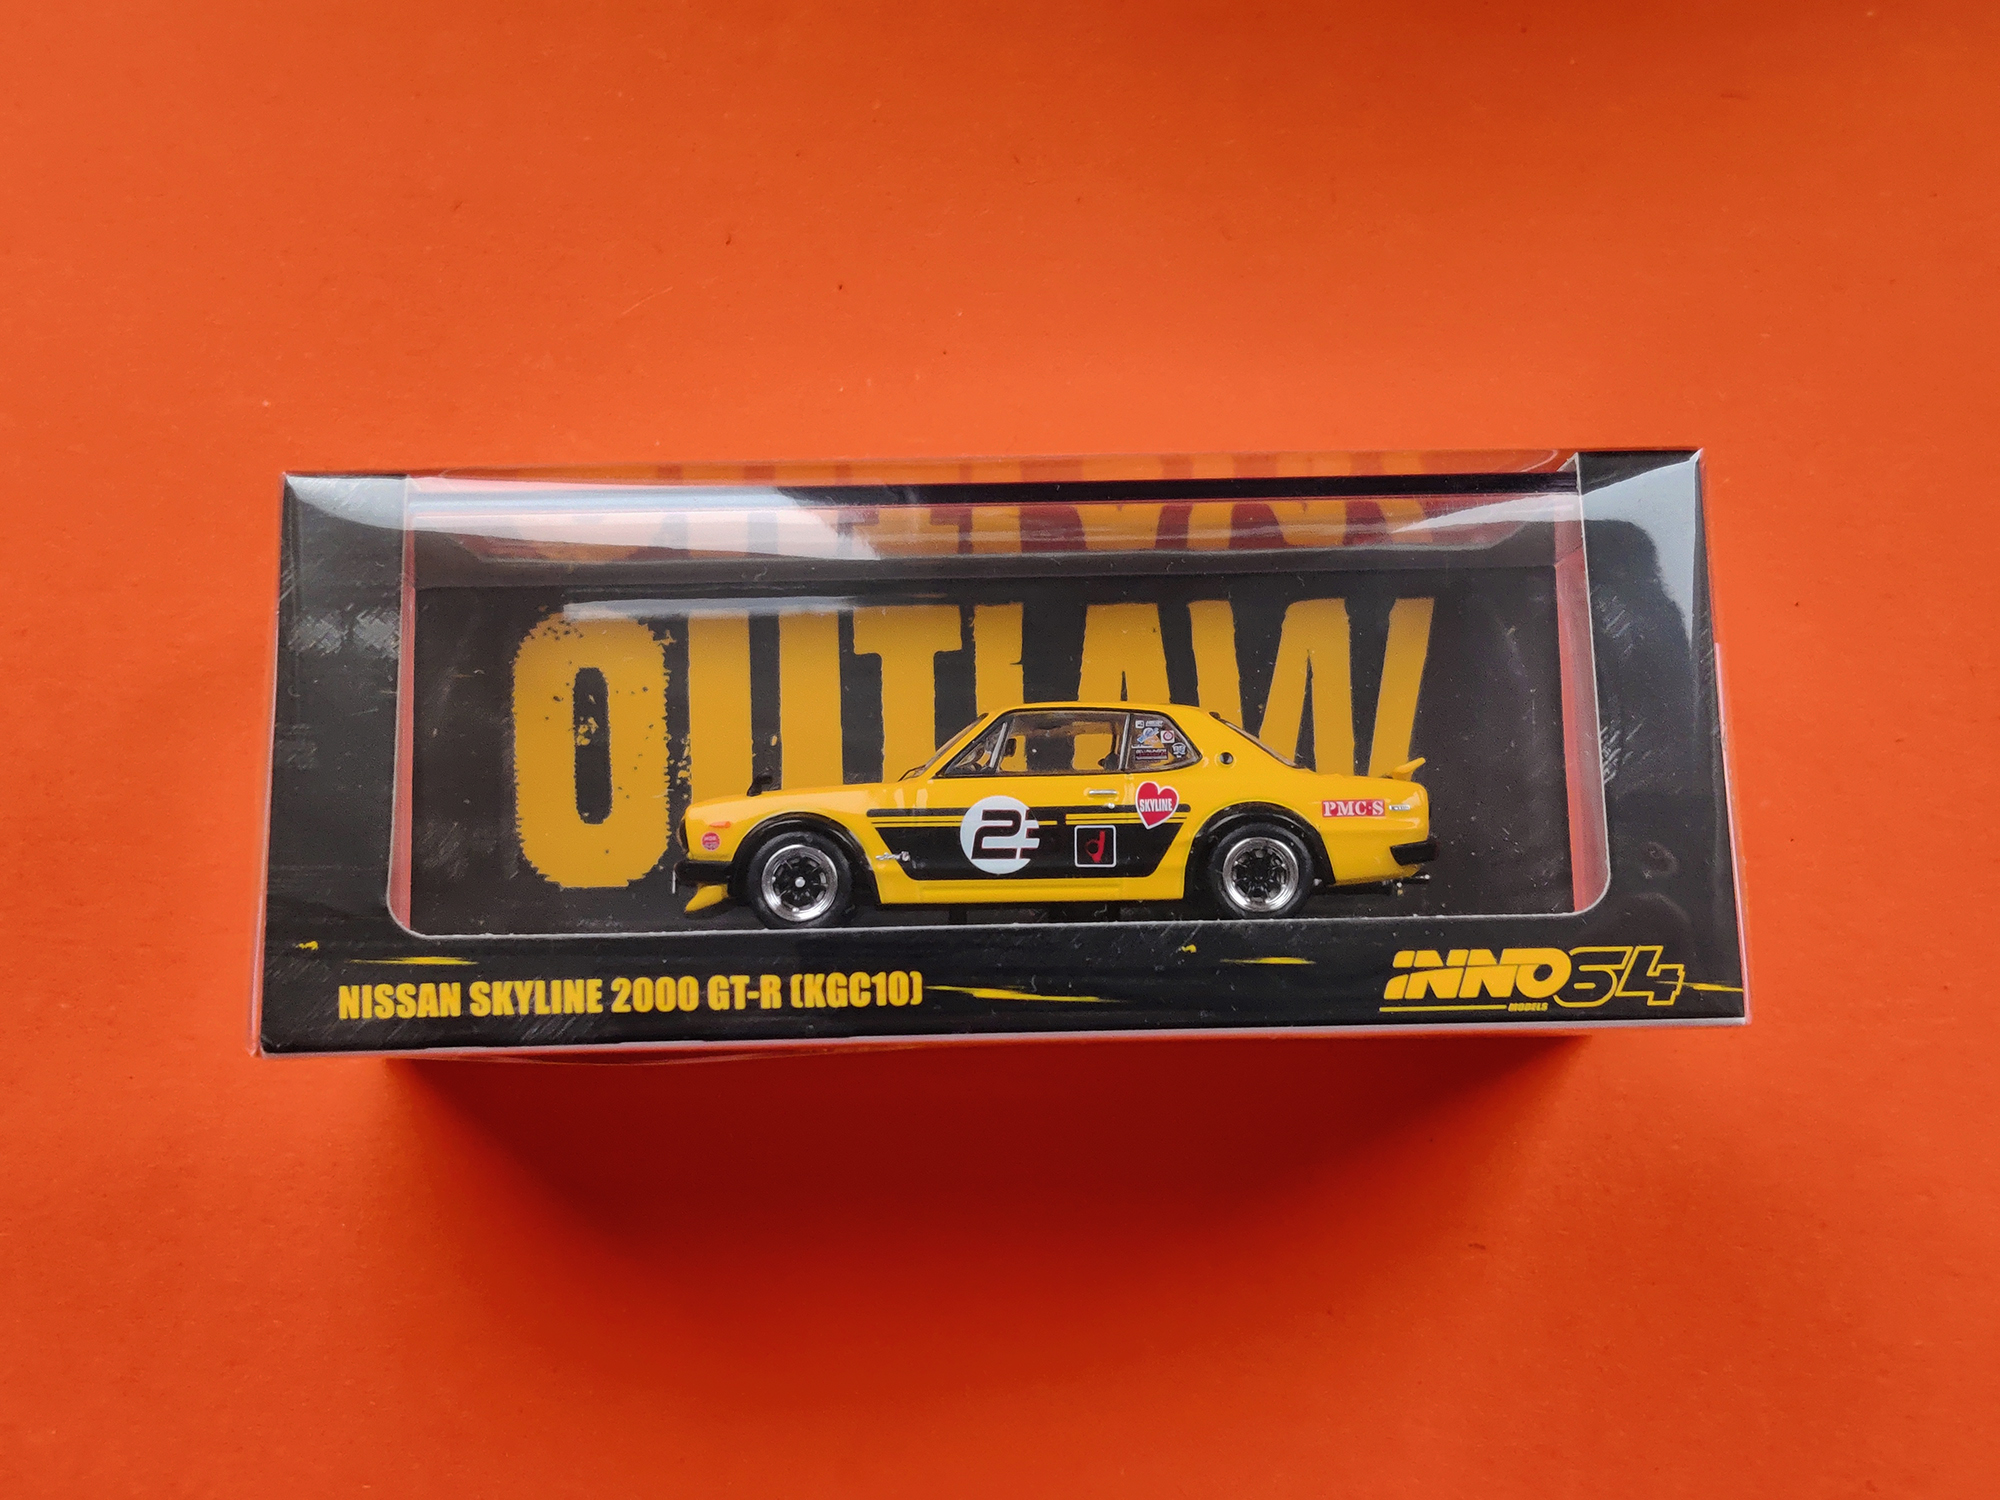 OUTLAW
SKYLINE
PMC·S
2
d
NISSAN SKYLINE 2000 GT-R (KGC10)
INNO64
MODELS